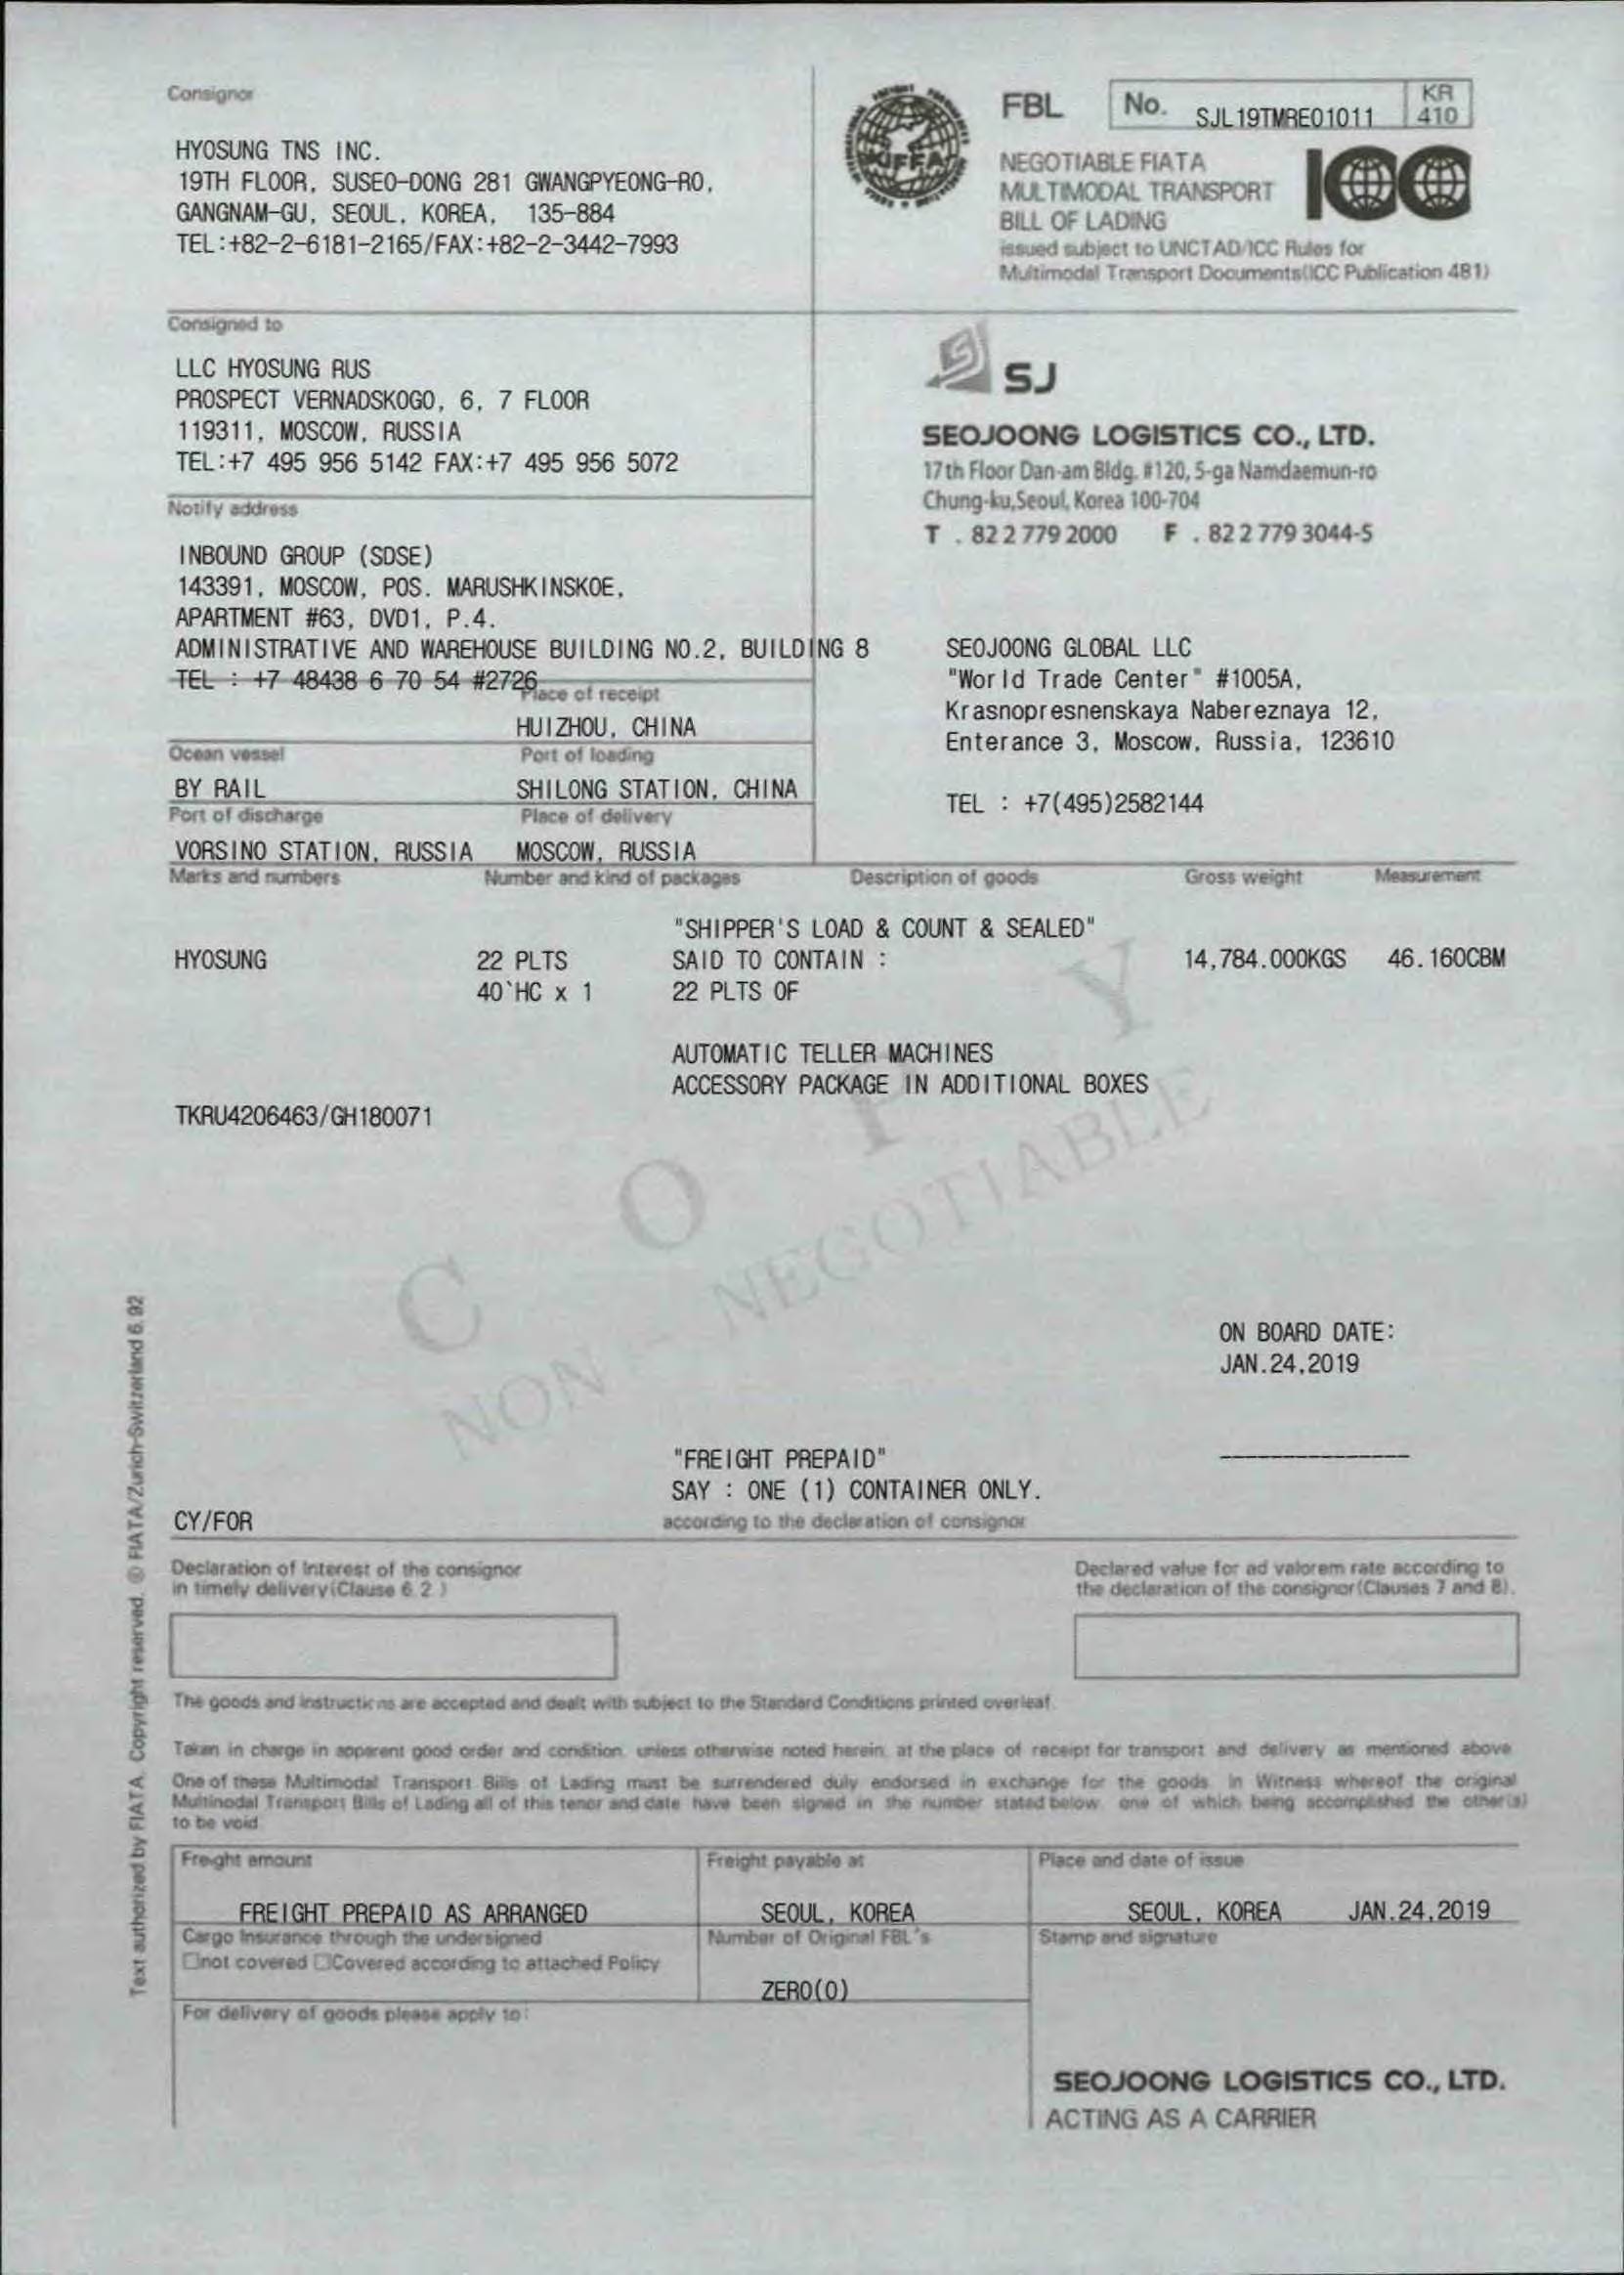 Consignor
HYOSUNG TNS INC.
19TH FLOOR, SUSEO-DONG 281 GWANGPYEONG-RO,
GANGNAM-GU, SEOUL, KOREA, 135-884
TEL:+82-2-6181-2165/FAX:+82-2-3442-7993
KIFFA
FBL
No. SJL19TMRE01011
KR
410
NEGOTIABLE FIATA
MULTIMODAL TRANSPORT
BILL OF LADING
ICC
issued subject to UNCTAD/ICC Rules for
Multimodal Transport Documents(ICC Publication 481)
Consigned to
LLC HYOSUNG RUS
PROSPECT VERNADSKOGO, 6, 7 FLOOR
119311, MOSCOW, RUSSIA
TEL:+7 495 956 5142 FAX:+7 495 956 5072
SJ
SEOJOONG LOGISTICS CO., LTD.
17th Floor Dan-am Bldg. #120, 5-ga Namdaemun-ro
Chung-ku,Seoul, Korea 100-704
T . 82 2 779 2000 F . 82 2 779 3044-5
Notify address
INBOUND GROUP (SDSE)
143391, MOSCOW, POS. MARUSHKINSKOE,
APARTMENT #63, DVD1, P.4.
ADMINISTRATIVE AND WAREHOUSE BUILDING NO.2, BUILDING 8
TEL : +7 48438 6 70 54 #2726
SEOJOONG GLOBAL LLC
"World Trade Center" #1005A,
Krasnopresnenskaya Nabereznaya 12,
Enterance 3, Moscow, Russia, 123610
TEL : +7(495)2582144
Place of receipt
HUIZHOU, CHINA
Ocean vessel Port of loading
BY RAIL SHILONG STATION, CHINA
Port of discharge Place of delivery
VORSINO STATION, RUSSIA MOSCOW, RUSSIA
Marks and numbers Number and kind of packages Description of goods Gross weight Measurement
"SHIPPER'S LOAD & COUNT & SEALED"
HYOSUNG 22 PLTS SAID TO CONTAIN : 14,784.000KGS 46.160CBM
40`HC x 1 22 PLTS OF
AUTOMATIC TELLER MACHINES
ACCESSORY PACKAGE IN ADDITIONAL BOXES
TKRU4206463/GH180071
COPY
NON - NEGOTIABLE
ON BOARD DATE:
JAN.24,2019
"FREIGHT PREPAID"
SAY : ONE (1) CONTAINER ONLY.
CY/FOR
according to the declaration of consignor
Declaration of Interest of the consignor
in timely delivery(Clause 6.2.)
Declared value for ad valorem rate according to
the declaration of the consignor(Clauses 7 and 8).
The goods and instructions are accepted and dealt with subject to the Standard Conditions printed overleaf.
Taken in charge in apparent good order and condition, unless otherwise noted herein, at the place of receipt for transport and delivery as mentioned above
One of these Multimodal Transport Bills of Lading must be surrendered duly endorsed in exchange for the goods. In Witness whereof the original
Multinodal Transport Bills of Lading all of this tenor and date have been signed in the number stated below, one of which being accomplished the other(s)
to be void
Freight amount
FREIGHT PREPAID AS ARRANGED
Freight payable at
SEOUL, KOREA
Place and date of issue
SEOUL, KOREA JAN.24,2019
Cargo Insurance through the undersigned
□not covered □Covered according to attached Policy
Number of Original FBL's
ZERO(0)
Stamp and signature
For delivery of goods please apply to:
SEOJOONG LOGISTICS CO., LTD.
ACTING AS A CARRIER
Text authorized by FIATA. Copyright reserved. © FIATA/Zurich-Switzerland 6.92